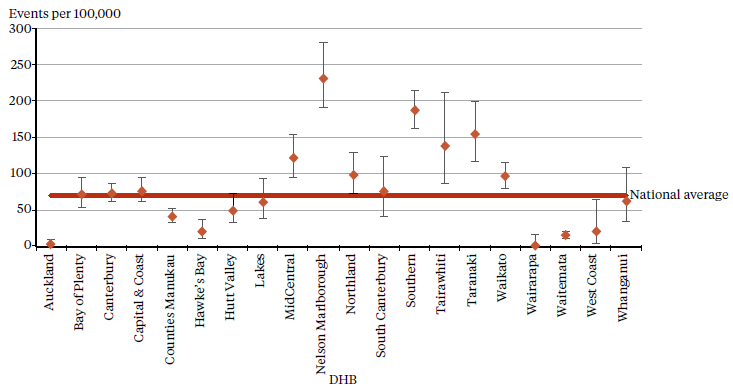 Events per 100,000
300
250
200
150
100
50
0
National average
Auckland
Bay of Plenty
Canterbury
Capital & Coast
Counties Manukau
Hawke's Bay
Hutt Valley
Lakes
MidCentral
Nelson Marlborough
Northland
South Canterbury
Southern
Tairawhiti
Taranaki
Waikato
Wairarapa
Waitemata
West Coast
Whanganui
DHB